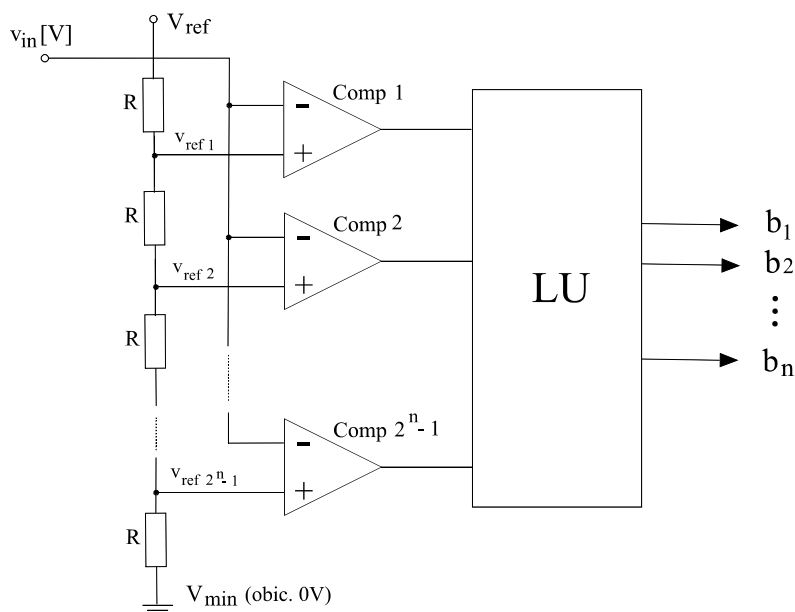 V_ref
v_in [V]
R
Comp 1
v_ref 1
R
Comp 2
v_ref 2
R
LU
b_1
b_2
⋮
b_n
Comp 2^n - 1
v_ref 2^n - 1
R
V_min (obic. 0V)